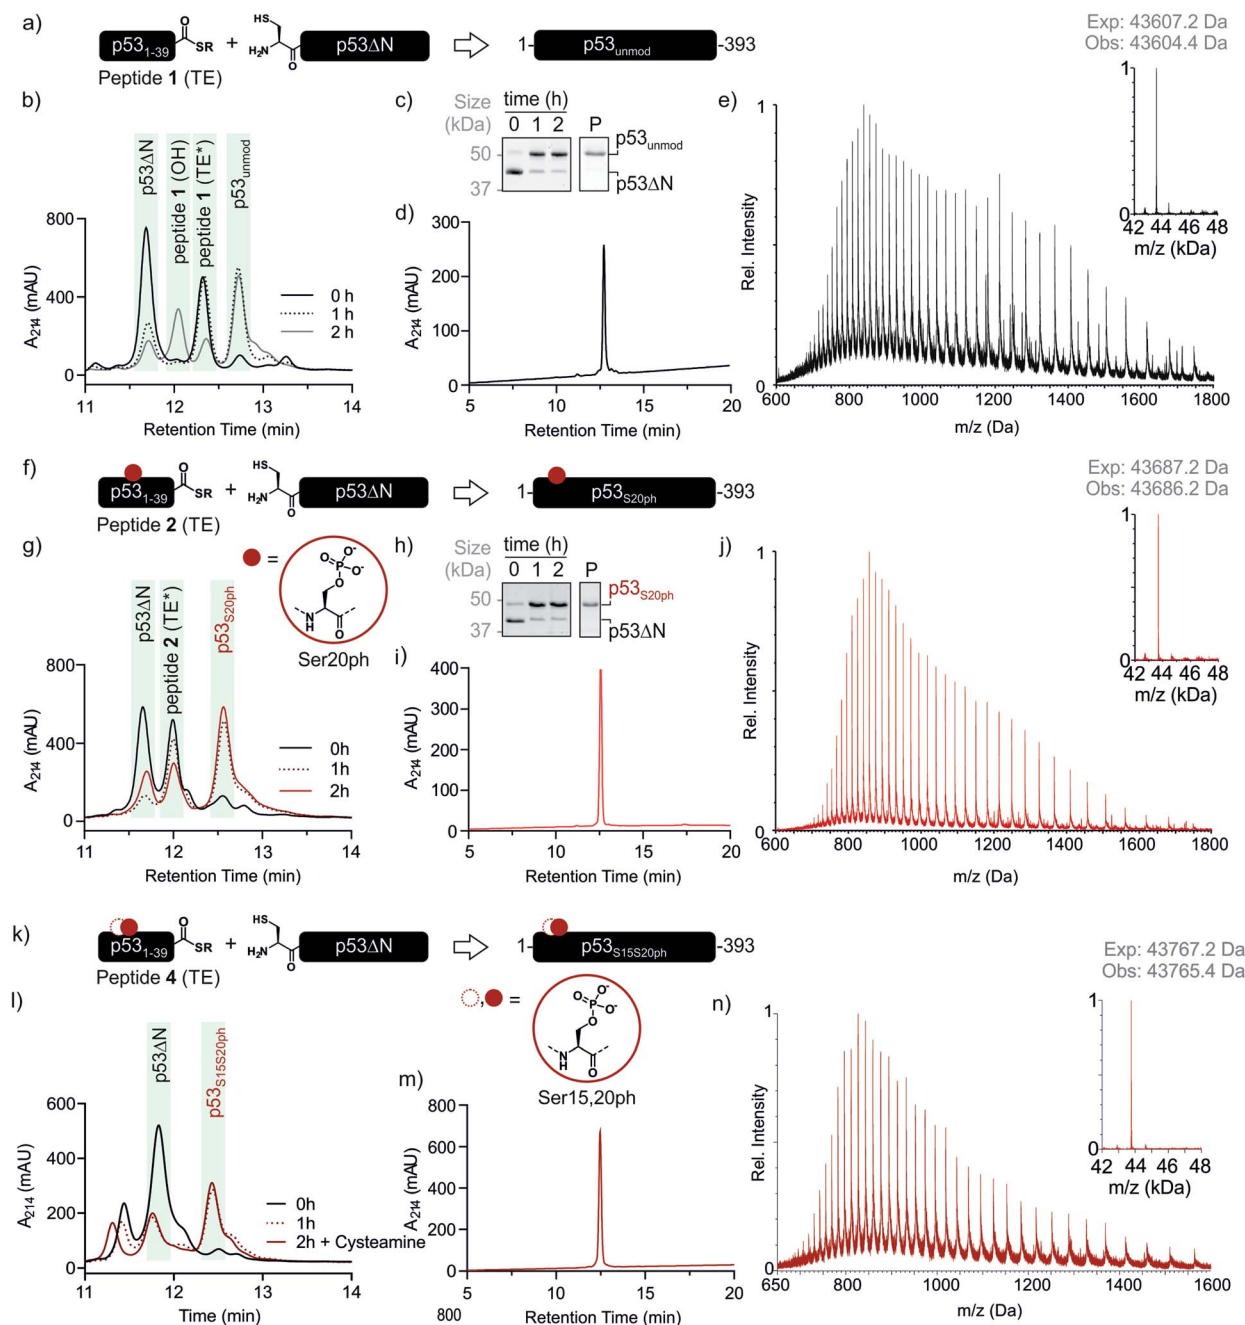 a)
p53₁₋₃₉
O
SR
+
HS
H₂N
O
p53ΔN
1-
p53unmod
-393
Peptide 1 (TE)
Exp: 43607.2 Da
Obs: 43604.4 Da
b)
p53ΔN
peptide 1 (OH)
peptide 1 (TE*)
p53unmod
800
400
0
A₂₁₄ (mAU)
0 h
1 h
2 h
11
12
13
14
Retention Time (min)
c)
Size
(kDa)
time (h)
0 1 2
P
50
37
p53unmod
p53ΔN
d)
300
200
100
0
A₂₁₄ (mAU)
5
10
15
20
Retention Time (min)
e)
1
Rel. Intensity
1
600
800
1000
1200
1400
1600
1800
m/z (Da)
1
0
42 44 46 48
m/z (kDa)
f)
p53₁₋₃₉
O
SR
+
HS
H₂N
O
p53ΔN
1-
p53S20ph
-393
Peptide 2 (TE)
Exp: 43687.2 Da
Obs: 43686.2 Da
g)
=
O
O-P-O⁻
O⁻
O
N
H
O
Ser20ph
p53ΔN
peptide 2 (TE*)
p53S20ph
800
400
0
A₂₁₄ (mAU)
0h
1h
2h
11
12
13
14
Retention Time (min)
h)
Size
(kDa)
time (h)
0 1 2
P
50
37
p53S20ph
p53ΔN
i)
400
300
200
100
0
A₂₁₄ (mAU)
5
10
15
20
Retention Time (min)
j)
1
Rel. Intensity
1
600
800
1000
1200
1400
1600
1800
m/z (Da)
1
0
42 44 46 48
m/z (kDa)
k)
p53₁₋₃₉
O
SR
+
HS
H₂N
O
p53ΔN
1-
p53S15S20ph
-393
Peptide 4 (TE)
Exp: 43767.2 Da
Obs: 43765.4 Da
l)
, =
O
O-P-O⁻
O⁻
O
N
H
O
Ser15,20ph
p53ΔN
p53S15S20ph
600
400
200
0
A₂₁₄ (mAU)
0h
1h
2h + Cysteamine
11
12
13
14
Time (min)
m)
800
600
400
200
0
A₂₁₄ (mAU)
5
10
15
20
800
Retention Time (min)
n)
1
Rel. Intensity
1
650
800
1000
1200
1400
1600
m/z (Da)
1
0
42 44 46 48
m/z (kDa)